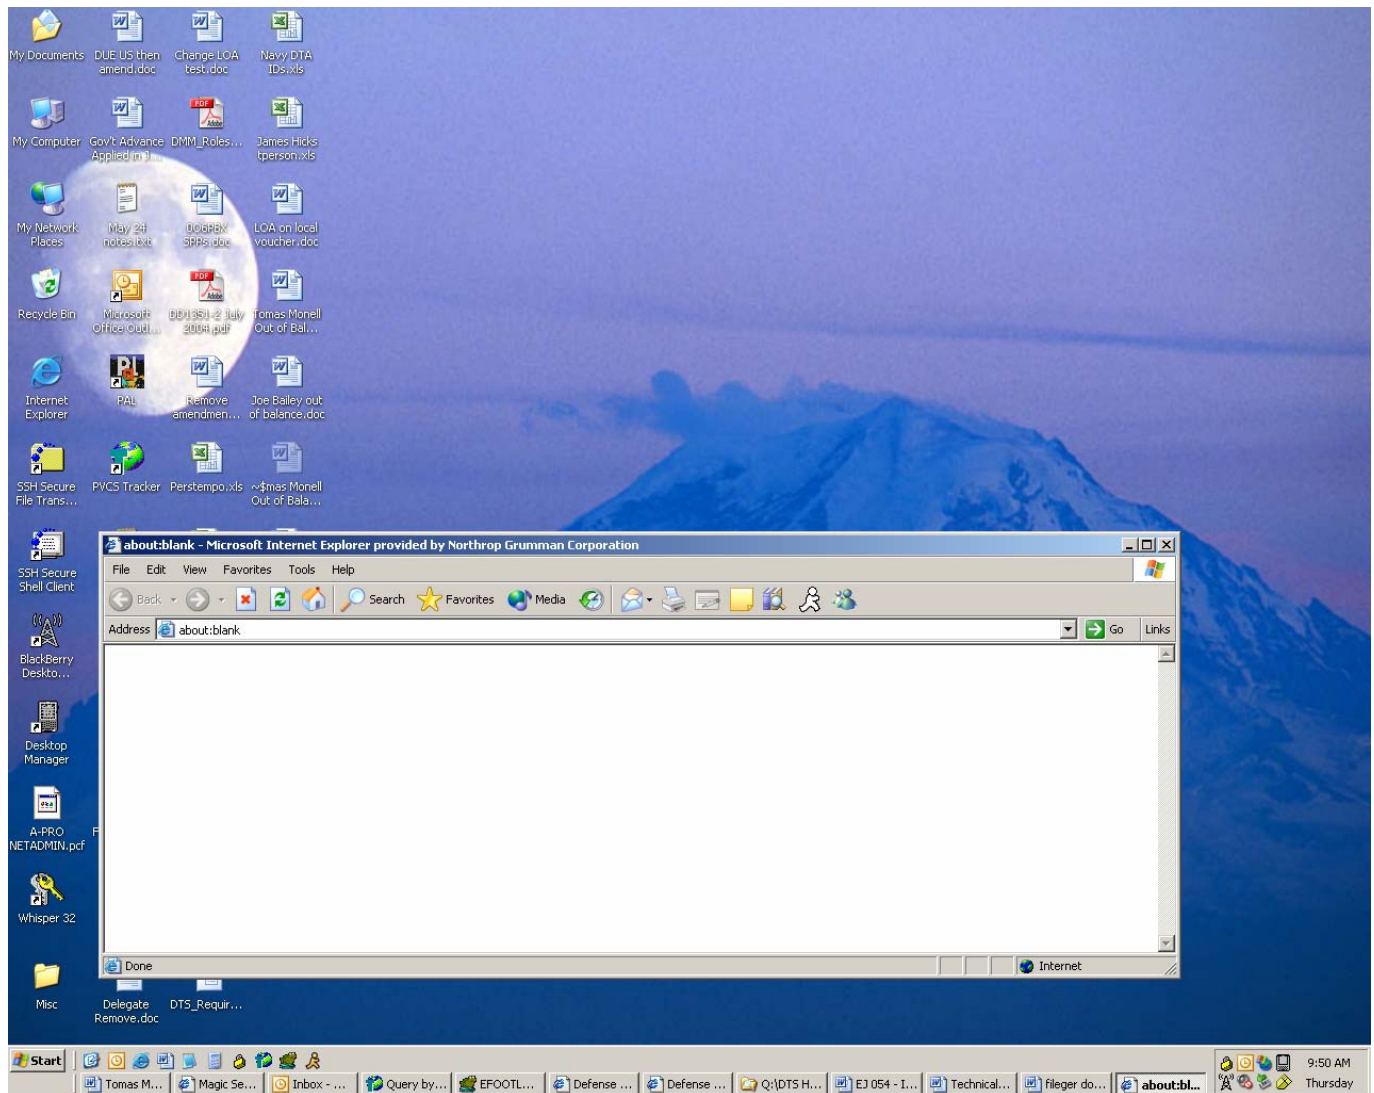 My Documents
DUE US then
amend.doc
Change LOA
test.doc
Navy DTA
IDs.xls
My Computer
Gov't Advance
Applied in J...
DMM_Roles...
James Hicks
tperson.xls
My Network
Places
May 24
notes.txt
SPPs.doc
LOA on local
voucher.doc
Recycle Bin
Microsoft
Office Outl...
DD1351-2 July
2004.pdf
Tomas Monell
Out of Bal...
Internet
Explorer
PAL
Remove
amendmen...
Joe Bailey out
of balance.doc
SSH Secure
File Trans...
PVCS Tracker
Perstempo.xls
~$mas Monell
Out of Bala...
SSH Secure
Shell Client
BlackBerry
Deskto...
Desktop
Manager
A-PRO
NETADMIN.pcf
F
Whisper 32
Misc
Delegate
Remove.doc
DTS_Requir...
about:blank - Microsoft Internet Explorer provided by Northrop Grumman Corporation
File Edit View Favorites Tools Help
Back Search Favorites Media
Address about:blank Go Links
Done Internet
Start 9:50 AM
Tomas M... Magic Se... Inbox - ... Query by... EFOOTL... Defense ... Defense ... Q:\DTS H... EJ 054 - I... Technical... fileger do... about:bl... Thursday